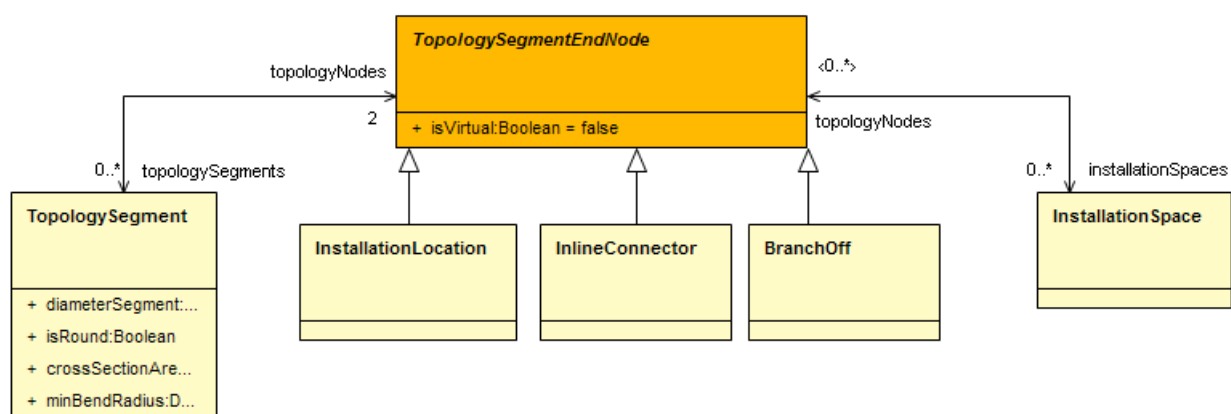 TopologySegmentEndNode
topologyNodes
<0..*>
2
+ isVirtual:Boolean = false
topologyNodes
0..*
topologySegments
0..*
installationSpaces
TopologySegment
InstallationLocation
InlineConnector
BranchOff
InstallationSpace
+ diameterSegment:...
+ isRound:Boolean
+ crossSectionAre...
+ minBendRadius:D...